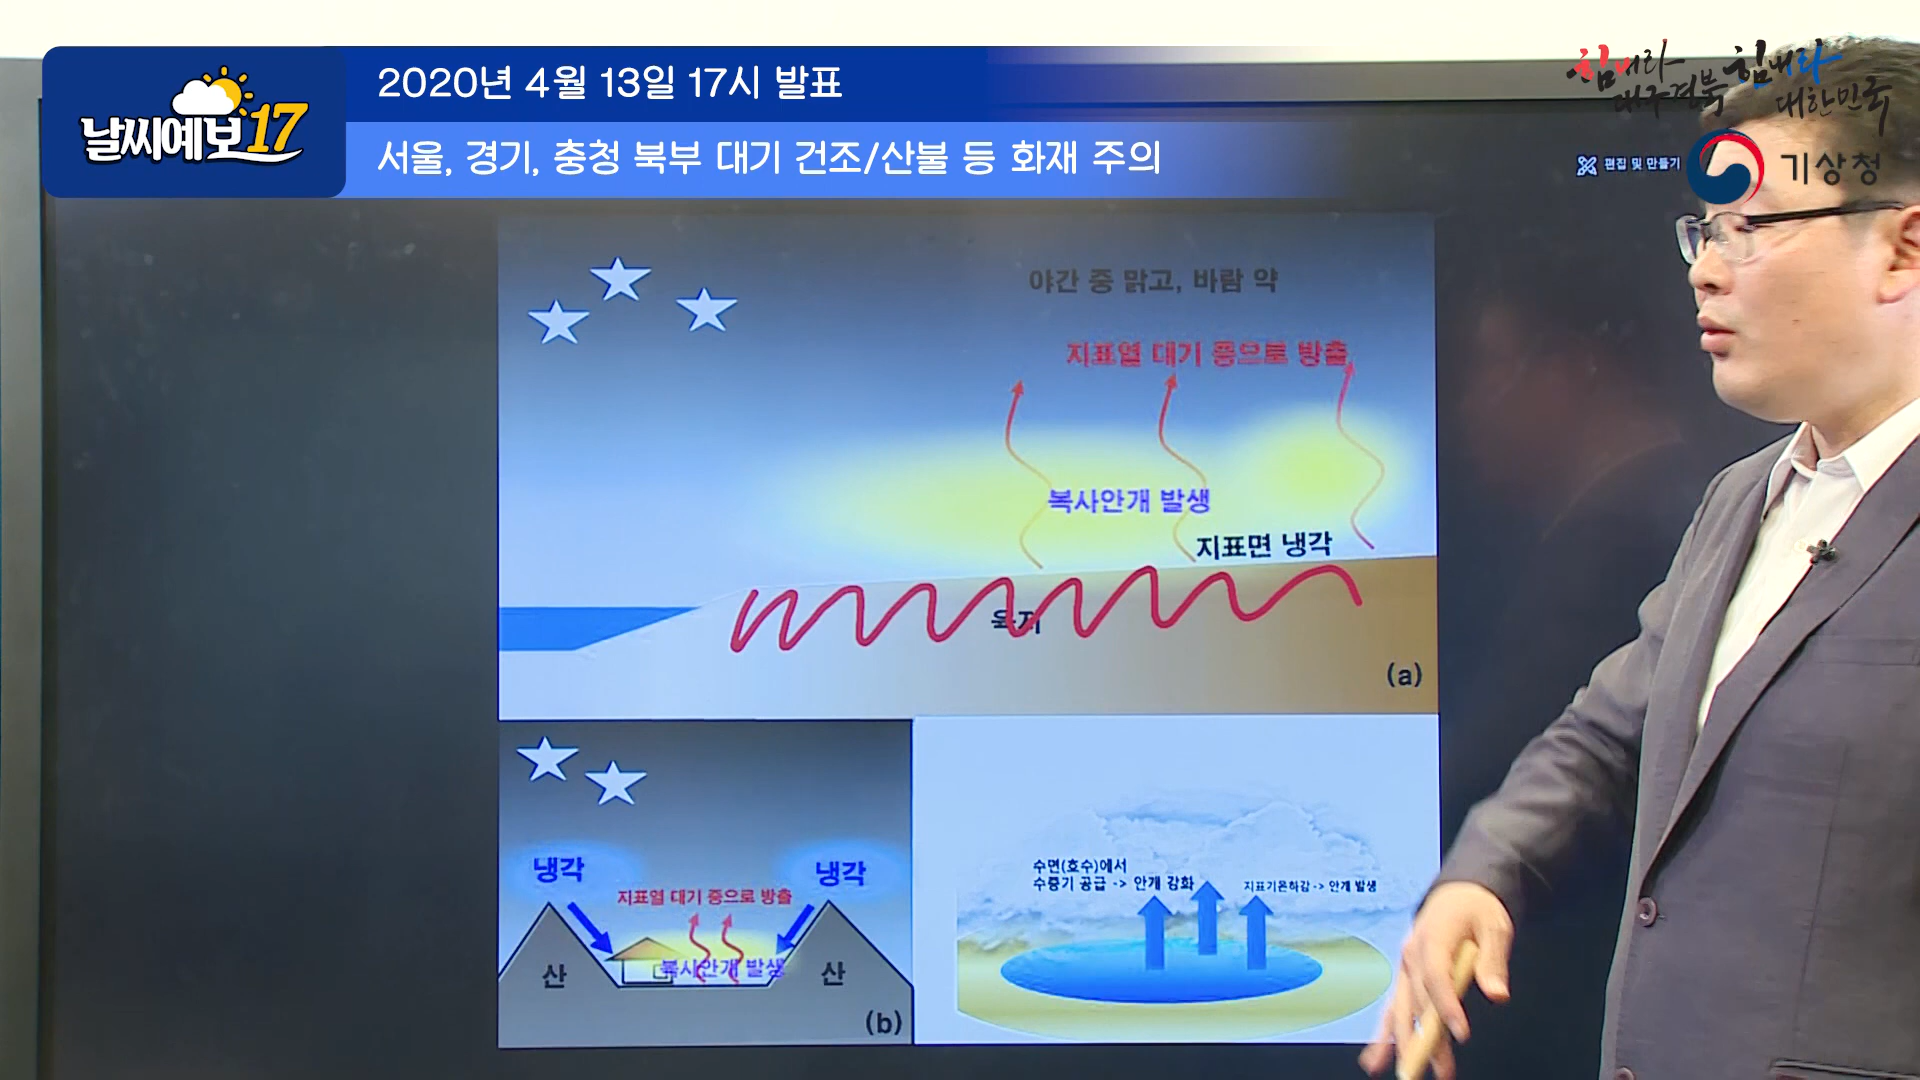 2020년 4월 13일 17시 발표
날씨예보17
서울, 경기, 충청 북부 대기 건조/산불 등 화재 주의
힘내라 대구경북 힘내라 대한민국
편집 및 만들기
기상청
야간 중 맑고, 바람 약
지표열 대기 중으로 방출
복사안개 발생
지표면 냉각
육지
(a)
냉각
냉각
지표열 대기 중으로 방출
복사안개 발생
산
산
(b)
수면(호수)에서
수증기 공급 -> 안개 강화
지표기온하강 -> 안개 발생